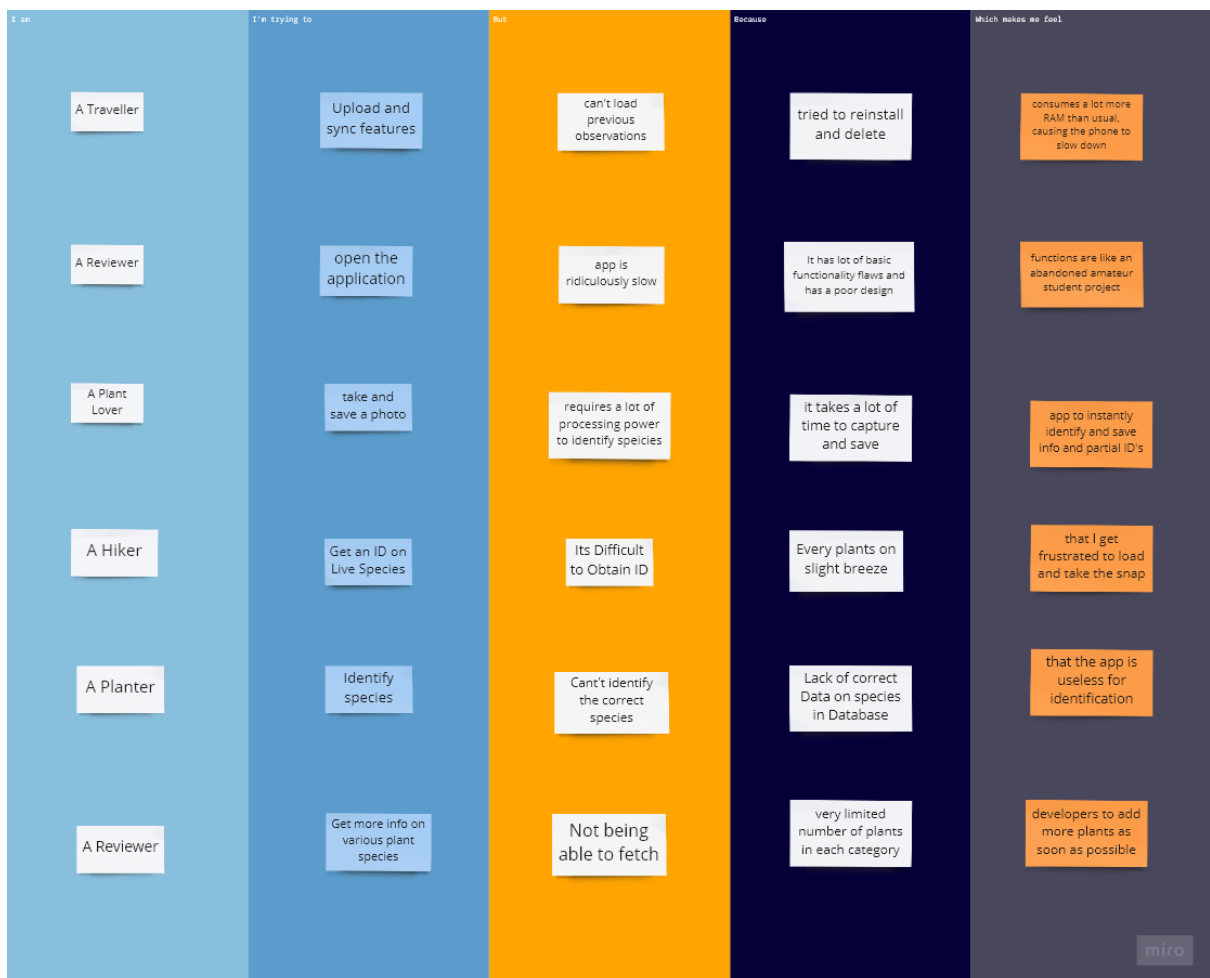 I am
I'm trying to
But
Because
Which makes me feel
A Traveller
Upload and
sync features
can't load
previous
observations
tried to reinstall
and delete
consumes a lot more
RAM than usual,
causing the phone to
slow down
A Reviewer
open the
application
app is
ridiculously slow
It has lot of basic
functionality flaws and
has a poor design
functions are like an
abandoned amateur
student project
A Plant
Lover
take and
save a photo
requires a lot of
processing power
to identify speicies
it takes a lot of
time to capture
and save
app to instantly
identify and save
info and partial ID's
A Hiker
Get an ID on
Live Species
Its Difficult
to Obtain ID
Every plants on
slight breeze
that I get
frustrated to load
and take the snap
A Planter
Identify
species
Cant't identify
the correct
species
Lack of correct
Data on species
in Database
that the app is
useless for
identification
A Reviewer
Get more info on
various plant
species
Not being
able to fetch
very limited
number of plants
in each category
developers to add
more plants as
soon as possible
miro